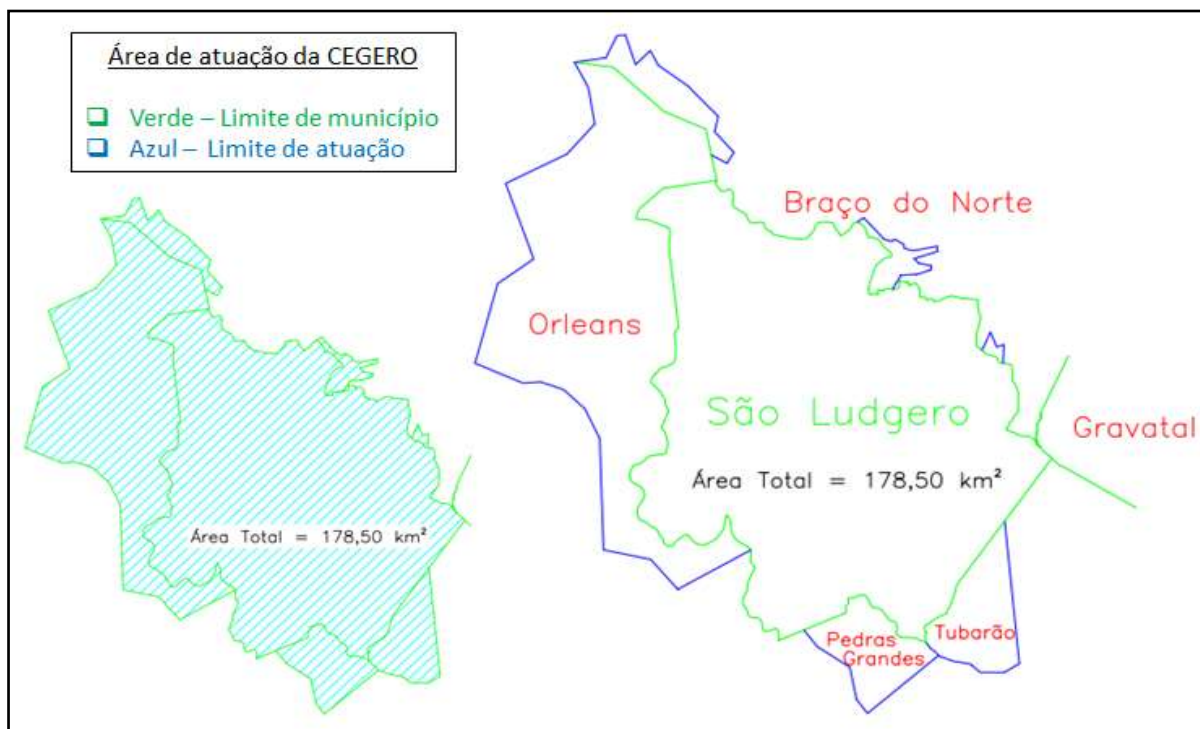 Área de atuação da CEGERO
Verde – Limite de município
Azul – Limite de atuação
Braço do Norte
Orleans
São Ludgero
Gravatal
Área Total = 178,50 km²
Área Total = 178,50 km²
Pedras
Grandes
Tubarão